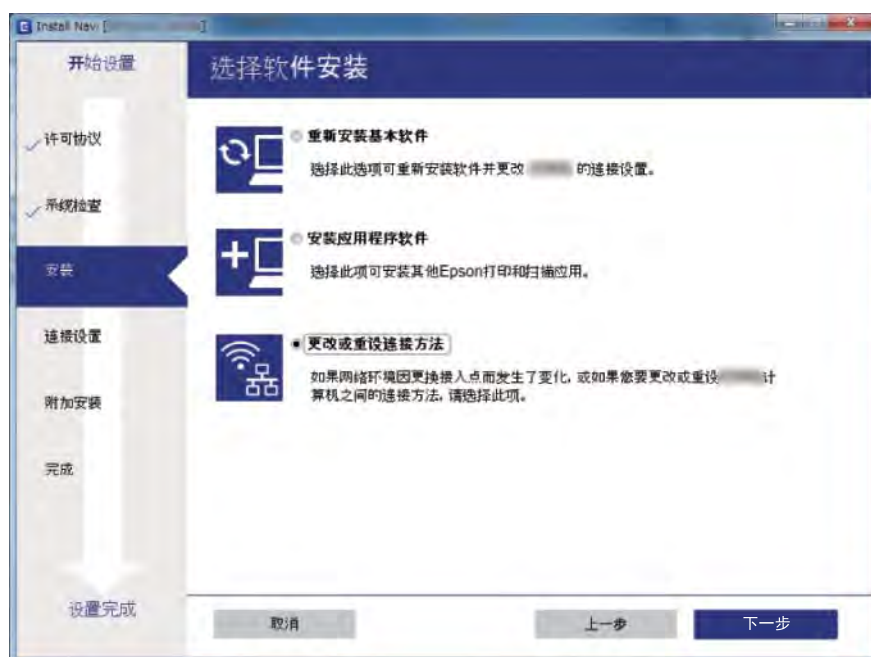 Install Navi [ ]
开始设置
选择软件安装
许可协议
系统检查
安装
连接设置
附加安装
完成
设置完成
重新安装基本软件
选择此选项可重新安装软件并更改 的连接设置。
安装应用程序软件
选择此项可安装其他Epson打印和扫描应用。
更改或重设连接方法
如果网络环境因更换接入点而发生了变化, 或如果您要更改或重设 计
算机之间的连接方法, 请选择此项。
取消
上一步
下一步